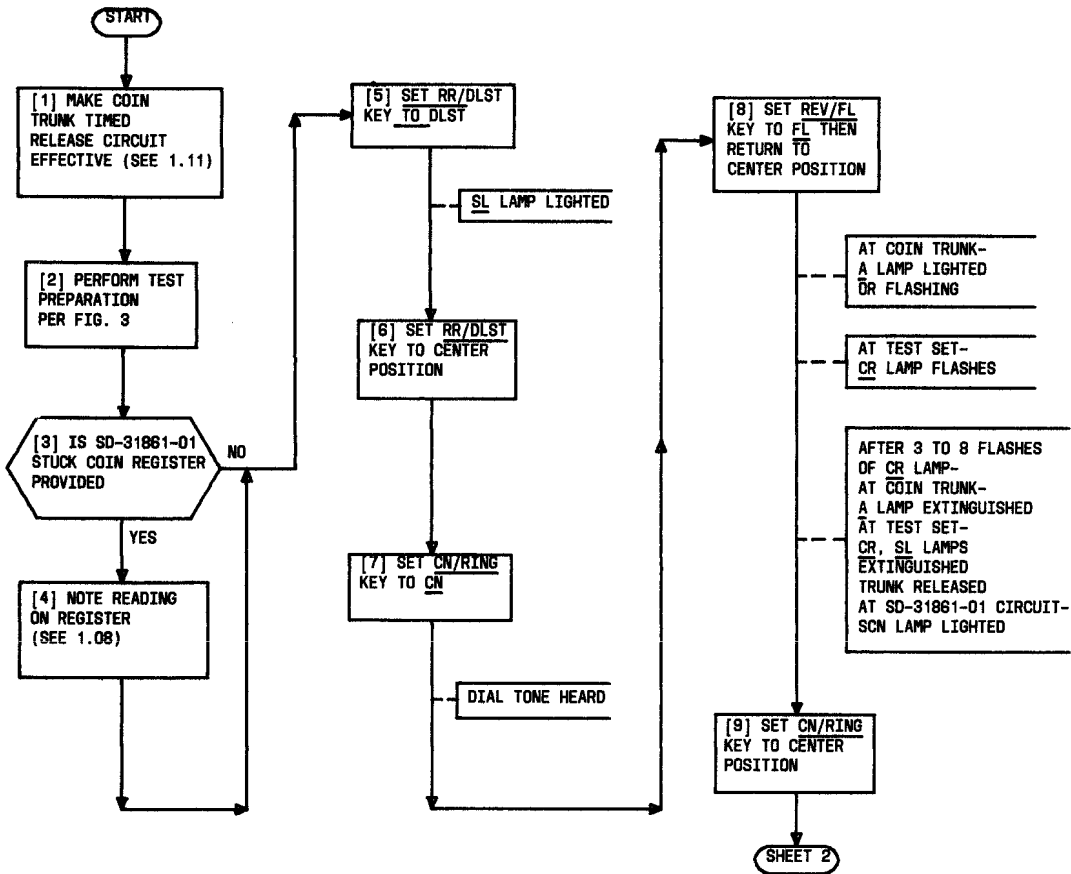 START
[1] MAKE COIN
TRUNK TIMED
RELEASE CIRCUIT
EFFECTIVE (SEE 1.11)
[2] PERFORM TEST
PREPARATION
PER FIG. 3
[3] IS SD-31861-01
STUCK COIN REGISTER
PROVIDED
NO
YES
[4] NOTE READING
ON REGISTER
(SEE 1.08)
[5] SET RR/DLST
KEY TO DLST
SL LAMP LIGHTED
[6] SET RR/DLST
KEY TO CENTER
POSITION
[7] SET CN/RING
KEY TO CN
DIAL TONE HEARD
[8] SET REV/FL
KEY TO FL THEN
RETURN TO
CENTER POSITION
AT COIN TRUNK-
A LAMP LIGHTED
OR FLASHING
AT TEST SET-
CR LAMP FLASHES
AFTER 3 TO 8 FLASHES
OF CR LAMP-
AT COIN TRUNK-
A LAMP EXTINGUISHED
AT TEST SET-
CR, SL LAMPS
EXTINGUISHED
TRUNK RELEASED
AT SD-31861-01 CIRCUIT-
SCN LAMP LIGHTED
[9] SET CN/RING
KEY TO CENTER
POSITION
SHEET 2